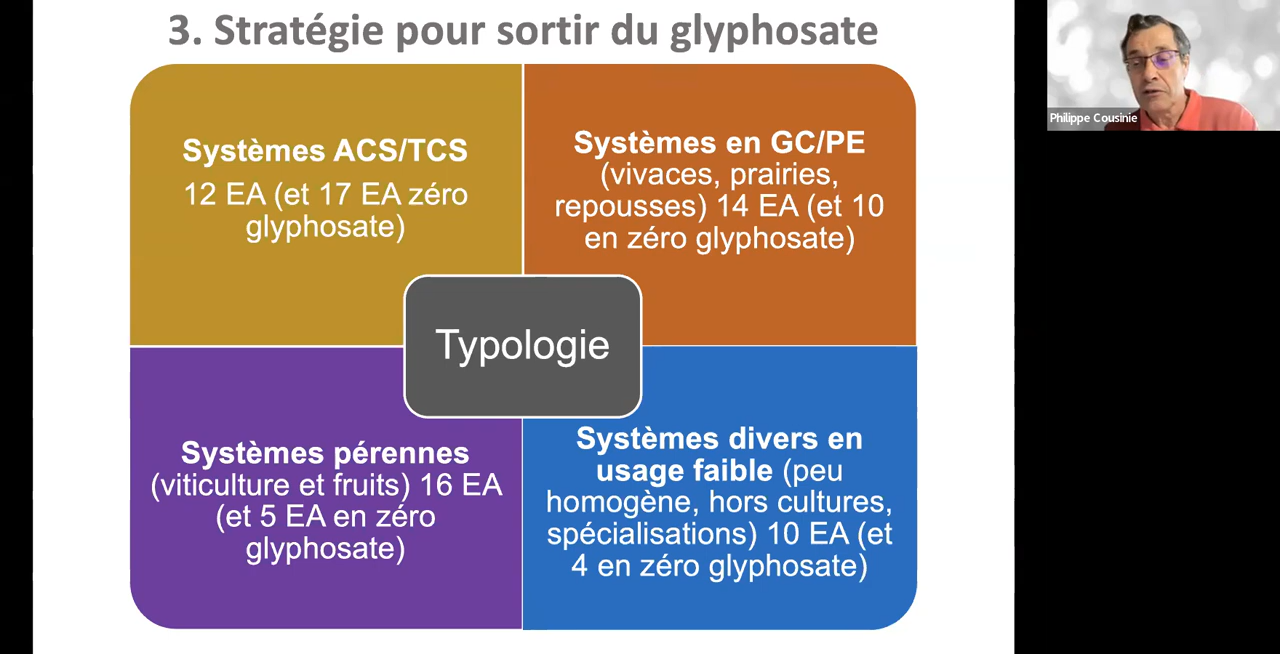 3. Stratégie pour sortir du glyphosate
Systèmes ACS/TCS
12 EA (et 17 EA zéro
glyphosate)
Systèmes en GC/PE
(vivaces, prairies,
repousses) 14 EA (et 10
en zéro glyphosate)
Typologie
Systèmes pérennes
(viticulture et fruits) 16 EA
(et 5 EA en zéro
glyphosate)
Systèmes divers en
usage faible (peu
homogène, hors cultures,
spécialisations) 10 EA (et
4 en zéro glyphosate)
Philippe Cousinie